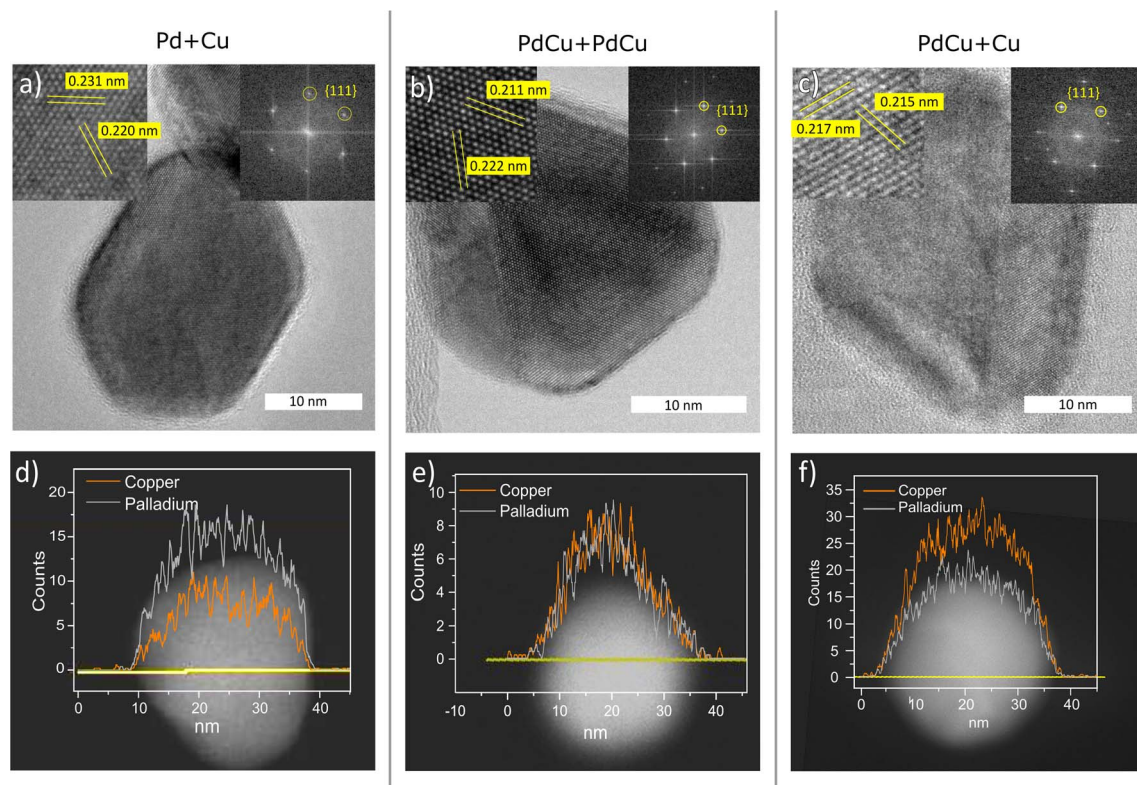 Pd+Cu
PdCu+PdCu
PdCu+Cu
a)
0.231 nm
0.220 nm
{111}
10 nm
b)
0.211 nm
0.222 nm
{111}
10 nm
c)
0.215 nm
0.217 nm
{111}
10 nm
d)
Copper
Palladium
Counts
20
15
10
5
0
0 10 20 30 40
nm
e)
Copper
Palladium
Counts
10
8
6
4
2
0
-10 0 10 20 30 40
nm
f)
Copper
Palladium
Counts
35
30
25
20
15
10
5
0
0 10 20 30 40
nm